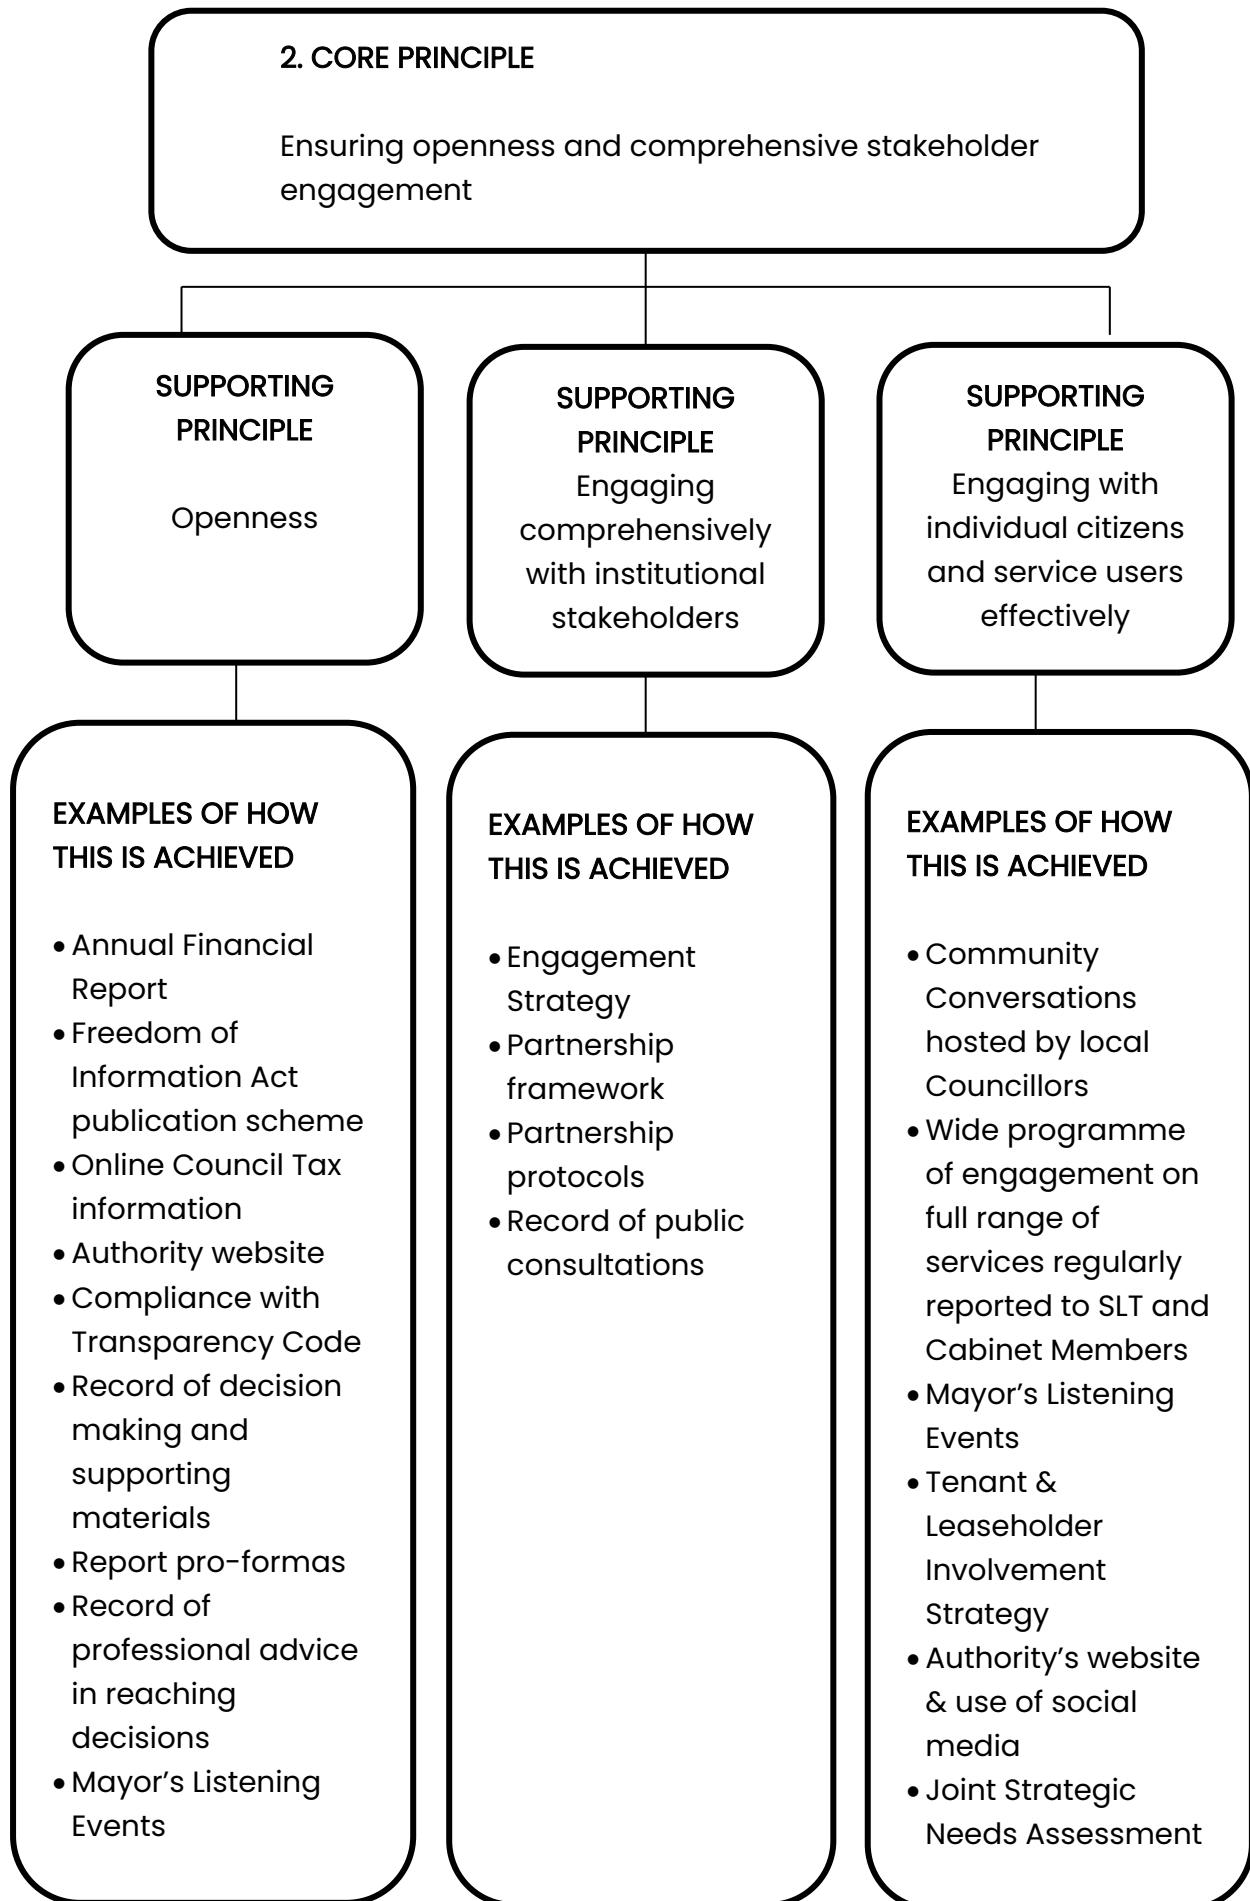 2. CORE PRINCIPLE
Ensuring openness and comprehensive stakeholder
engagement
SUPPORTING
PRINCIPLE
Openness
SUPPORTING
PRINCIPLE
Engaging
comprehensively
with institutional
stakeholders
SUPPORTING
PRINCIPLE
Engaging with
individual citizens
and service users
effectively
EXAMPLES OF HOW
THIS IS ACHIEVED
• Annual Financial
Report
• Freedom of
Information Act
publication scheme
• Online Council Tax
information
• Authority website
• Compliance with
Transparency Code
• Record of decision
making and
supporting
materials
• Report pro-formas
• Record of
professional advice
in reaching
decisions
• Mayor’s Listening
Events
EXAMPLES OF HOW
THIS IS ACHIEVED
• Engagement
Strategy
• Partnership
framework
• Partnership
protocols
• Record of public
consultations
EXAMPLES OF HOW
THIS IS ACHIEVED
• Community
Conversations
hosted by local
Councillors
• Wide programme
of engagement on
full range of
services regularly
reported to SLT and
Cabinet Members
• Mayor’s Listening
Events
• Tenant &
Leaseholder
Involvement
Strategy
• Authority’s website
& use of social
media
• Joint Strategic
Needs Assessment